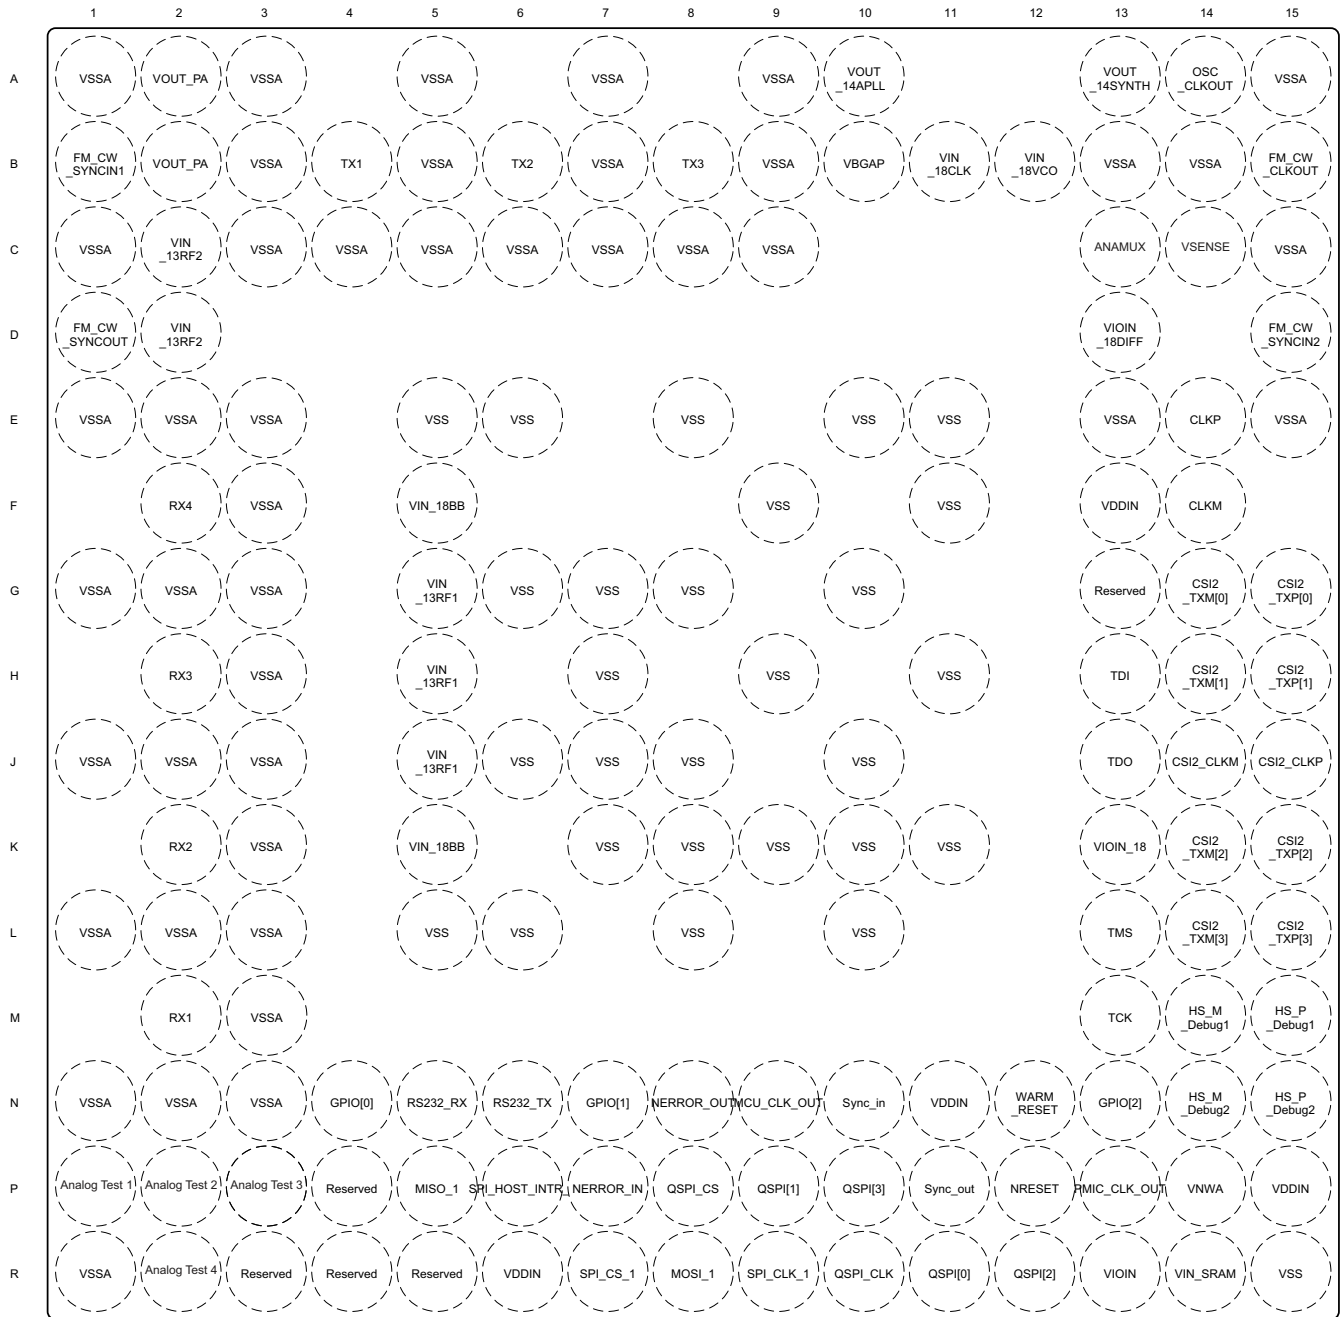 1 2 3 4 5 6 7 8 9 10 11 12 13 14 15
A VSSA VOUT_PA VSSA VSSA VSSA VSSA VOUT _14APLL VOUT _14SYNTH OSC _CLKOUT VSSA
B FM_CW _SYNCIN1 VOUT_PA VSSA TX1 VSSA TX2 VSSA TX3 VSSA VBGAP VIN _18CLK VIN _18VCO VSSA VSSA FM_CW _CLKOUT
C VSSA VIN _13RF2 VSSA VSSA VSSA VSSA VSSA VSSA VSSA ANAMUX VSENSE VSSA
D FM_CW _SYNCOUT VIN _13RF2 VIOIN _18DIFF FM_CW _SYNCIN2
E VSSA VSSA VSSA VSS VSS VSS VSS VSS VSSA CLKP VSSA
F RX4 VSSA VIN_18BB VSS VSS VDDIN CLKM
G VSSA VSSA VSSA VIN _13RF1 VSS VSS VSS VSS Reserved CSI2 _TXM[0] CSI2 _TXP[0]
H RX3 VSSA VIN _13RF1 VSS VSS VSS TDI CSI2 _TXM[1] CSI2 _TXP[1]
J VSSA VSSA VSSA VIN _13RF1 VSS VSS VSS VSS TDO CSI2_CLKM CSI2_CLKP
K RX2 VSSA VIN_18BB VSS VSS VSS VSS VSS VIOIN_18 CSI2 _TXM[2] CSI2 _TXP[2]
L VSSA VSSA VSSA VSS VSS VSS VSS TMS CSI2 _TXM[3] CSI2 _TXP[3]
M RX1 VSSA TCK HS_M _Debug1 HS_P _Debug1
N VSSA VSSA VSSA GPIO[0] RS232_RX RS232_TX GPIO[1] NERROR_OUT MCU_CLK_OUT Sync_in VDDIN WARM _RESET GPIO[2] HS_M _Debug2 HS_P _Debug2
P Analog Test 1 Analog Test 2 Analog Test 3 Reserved MISO_1 SPI_HOST_INTR_ NERROR_IN QSPI_CS QSPI[1] QSPI[3] Sync_out NRESET PMIC_CLK_OUT VNWA VDDIN
R VSSA Analog Test 4 Reserved Reserved Reserved VDDIN SPI_CS_1 MOSI_1 SPI_CLK_1 QSPI_CLK QSPI[0] QSPI[2] VIOIN VIN_SRAM VSS